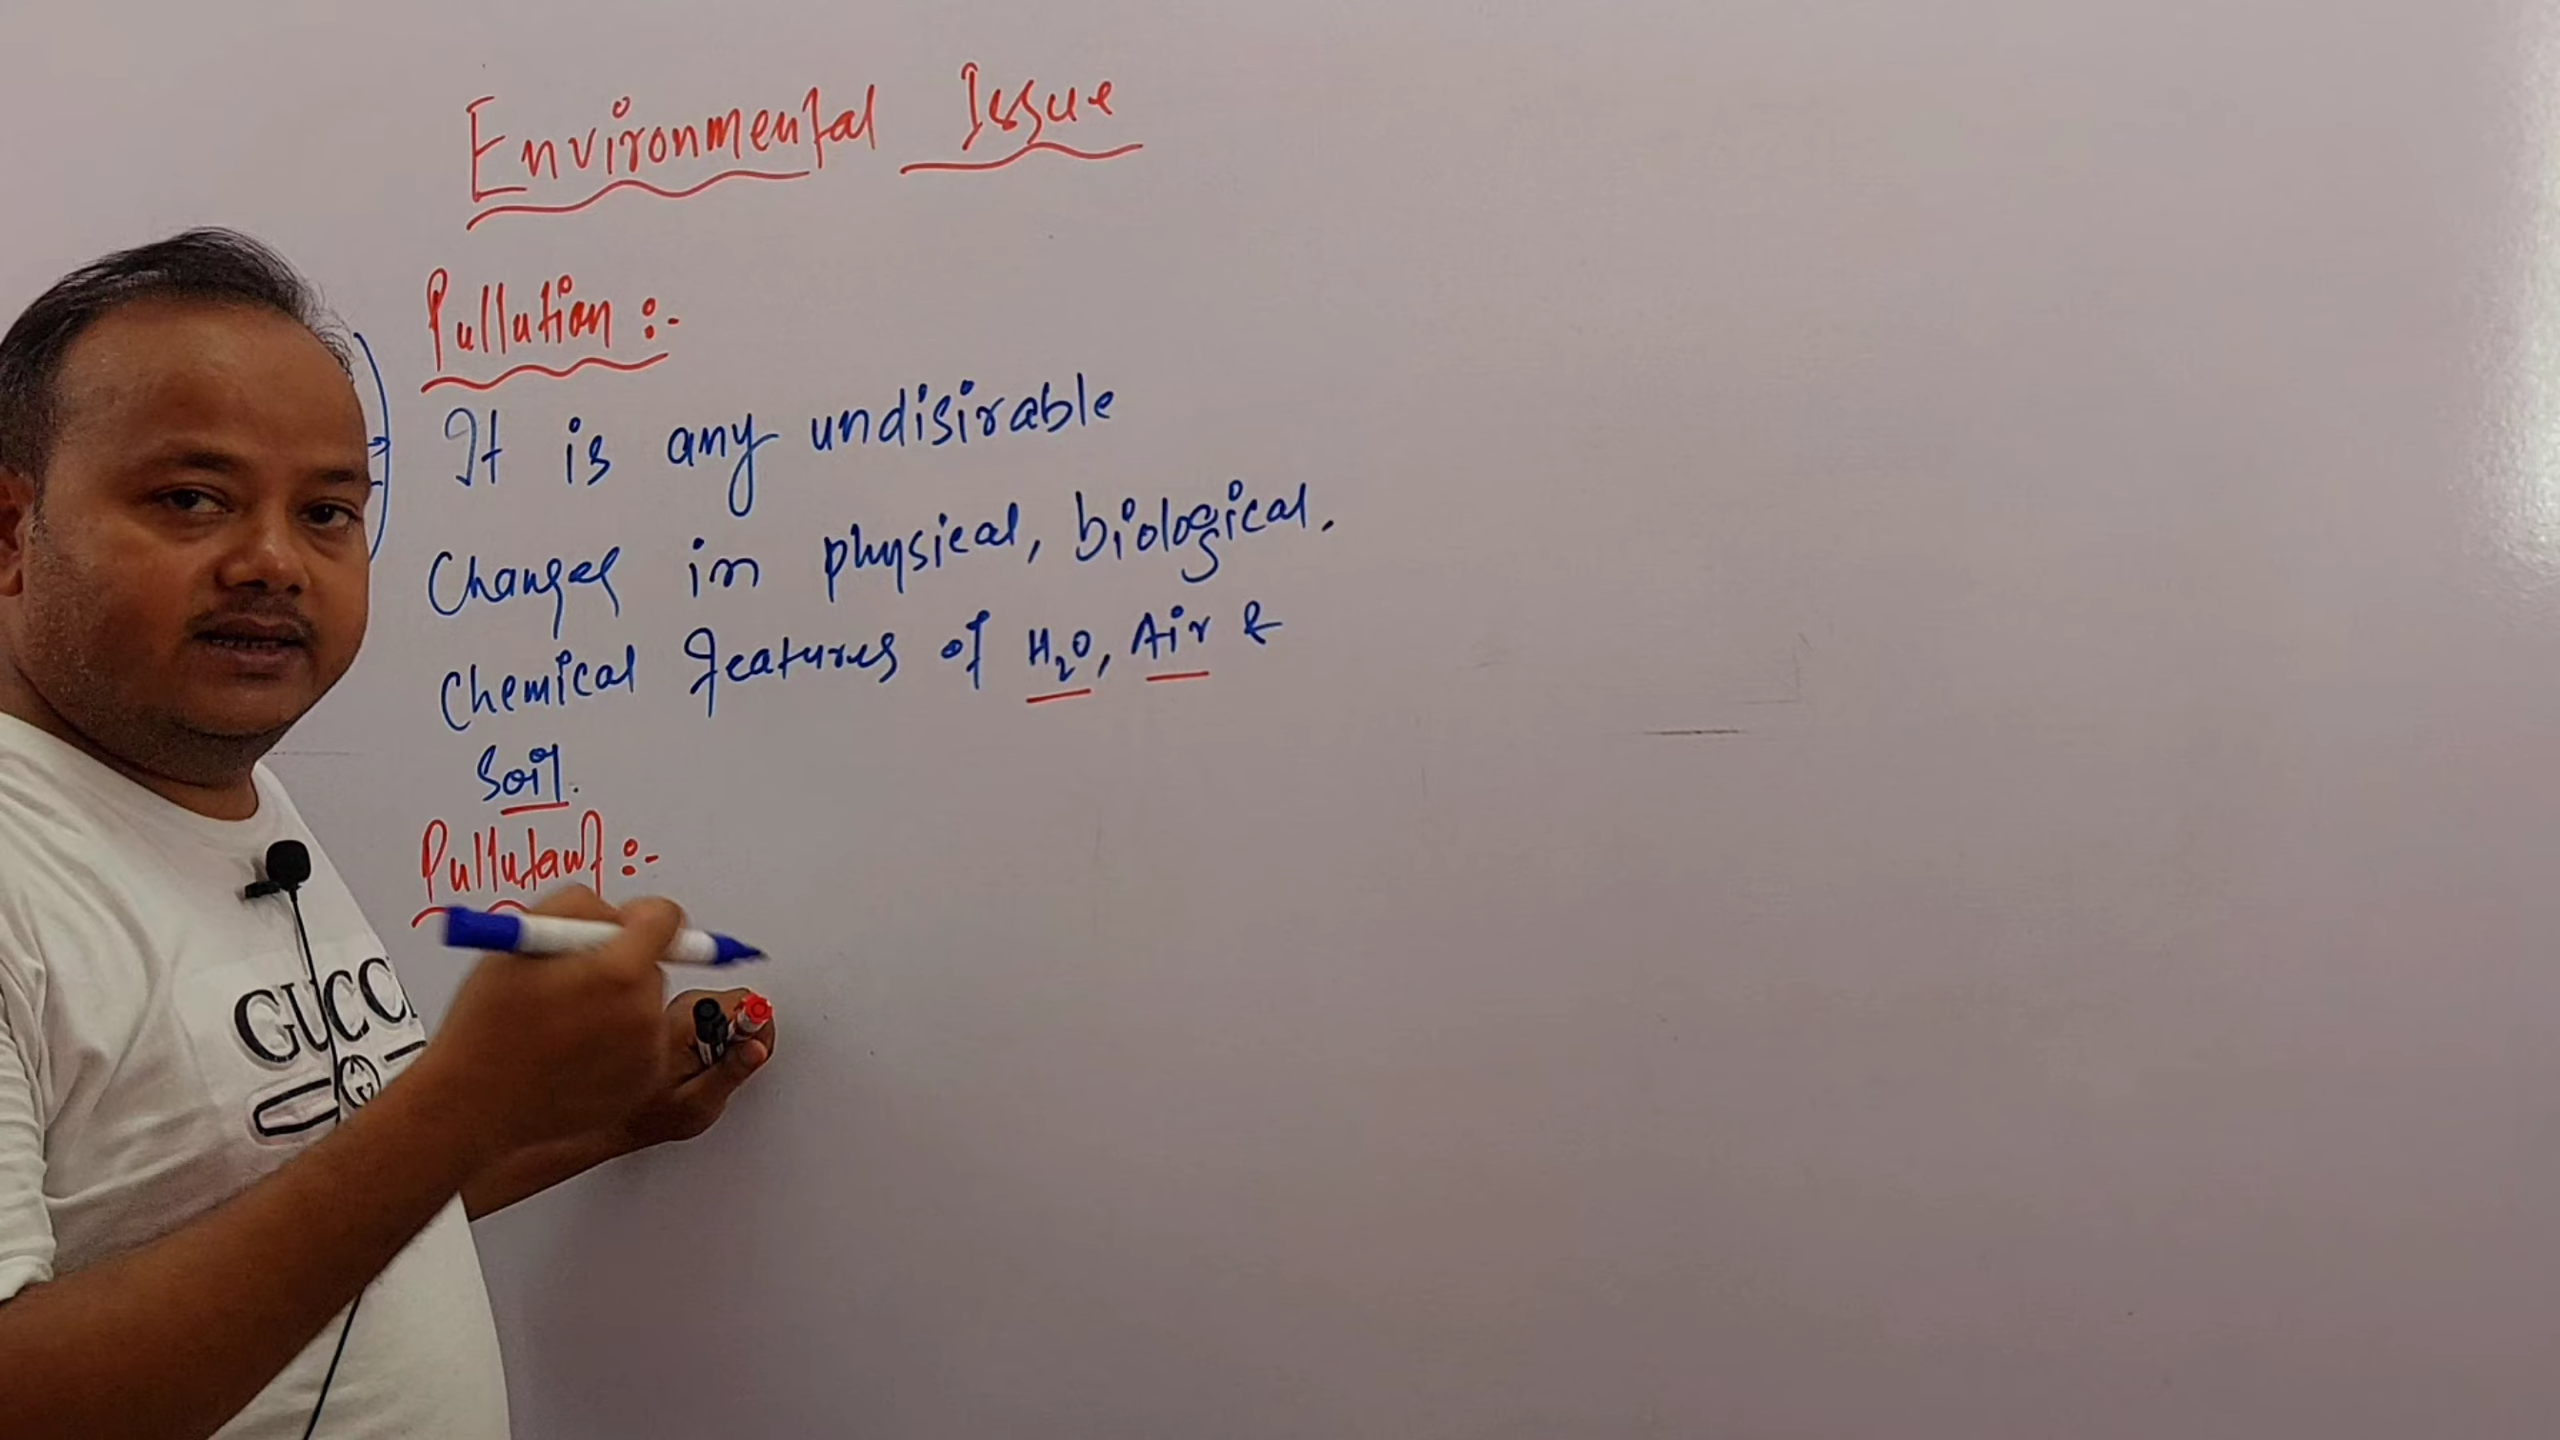 Environmental Issue
Pullution :-
It is any undisirable
Changes in physical, biological,
Chemical features of H₂O, Air &
Soil.
Pullutant :-
GUCCI